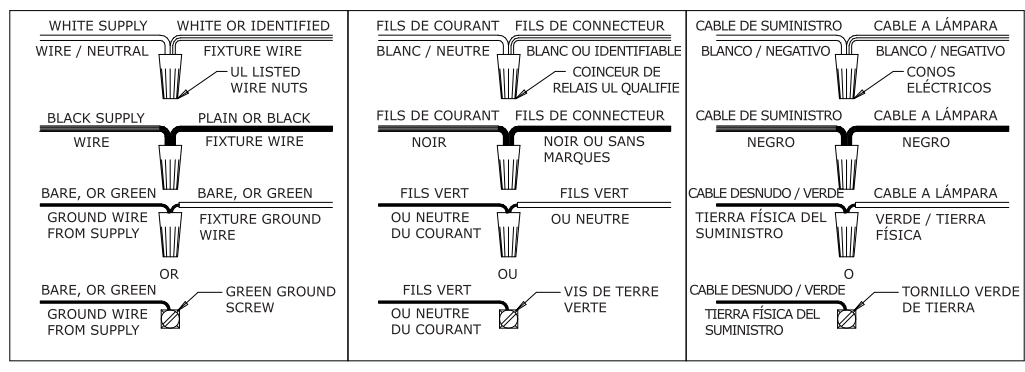 WHITE SUPPLY
WHITE OR IDENTIFIED
WIRE / NEUTRAL
FIXTURE WIRE
UL LISTED
WIRE NUTS
BLACK SUPPLY
PLAIN OR BLACK
WIRE
FIXTURE WIRE
BARE, OR GREEN
BARE, OR GREEN
GROUND WIRE
FROM SUPPLY
FIXTURE GROUND
WIRE
OR
BARE, OR GREEN
GROUND WIRE
FROM SUPPLY
GREEN GROUND
SCREW
FILS DE COURANT
FILS DE CONNECTEUR
BLANC / NEUTRE
BLANC OU IDENTIFIABLE
COINCEUR DE
RELAIS UL QUALIFIE
FILS DE COURANT
FILS DE CONNECTEUR
NOIR
NOIR OU SANS
MARQUES
FILS VERT
FILS VERT
OU NEUTRE
DU COURANT
OU NEUTRE
OU
FILS VERT
OU NEUTRE
DU COURANT
VIS DE TERRE
VERTE
CABLE DE SUMINISTRO
CABLE A LÁMPARA
BLANCO / NEGATIVO
BLANCO / NEGATIVO
CONOS
ELÉCTRICOS
CABLE DE SUMINISTRO
CABLE A LÁMPARA
NEGRO
NEGRO
CABLE DESNUDO / VERDE
CABLE A LÁMPARA
TIERRA FÍSICA DEL
SUMINISTRO
VERDE / TIERRA
FÍSICA
O
CABLE DESNUDO / VERDE
TIERRA FÍSICA DEL
SUMINISTRO
TORNILLO VERDE
DE TIERRA